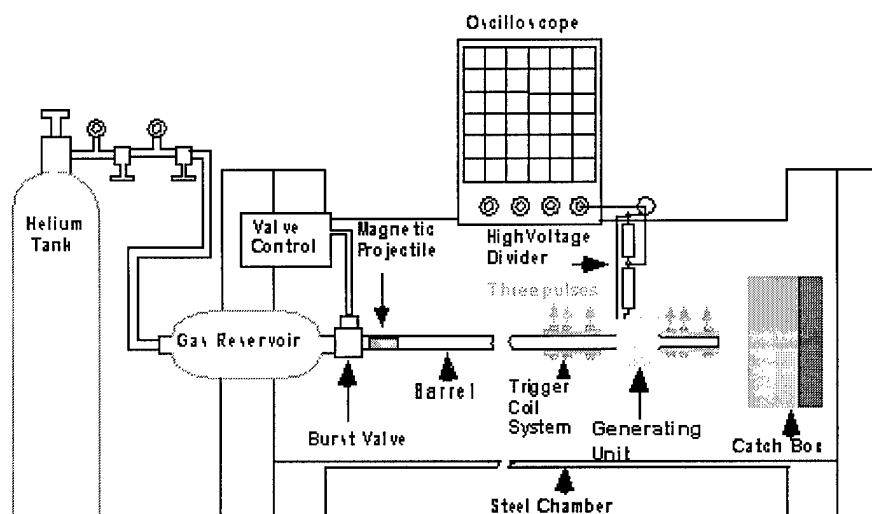 Oscilloscope
Helium
Tank
Valve
Control
Magnetic
Projectile
High Voltage
Divider
Three pulses
Gas Reservoir
Barrel
Trigger
Coil
System
Generating
Unit
Burst Valve
Catch Box
Steel Chamber